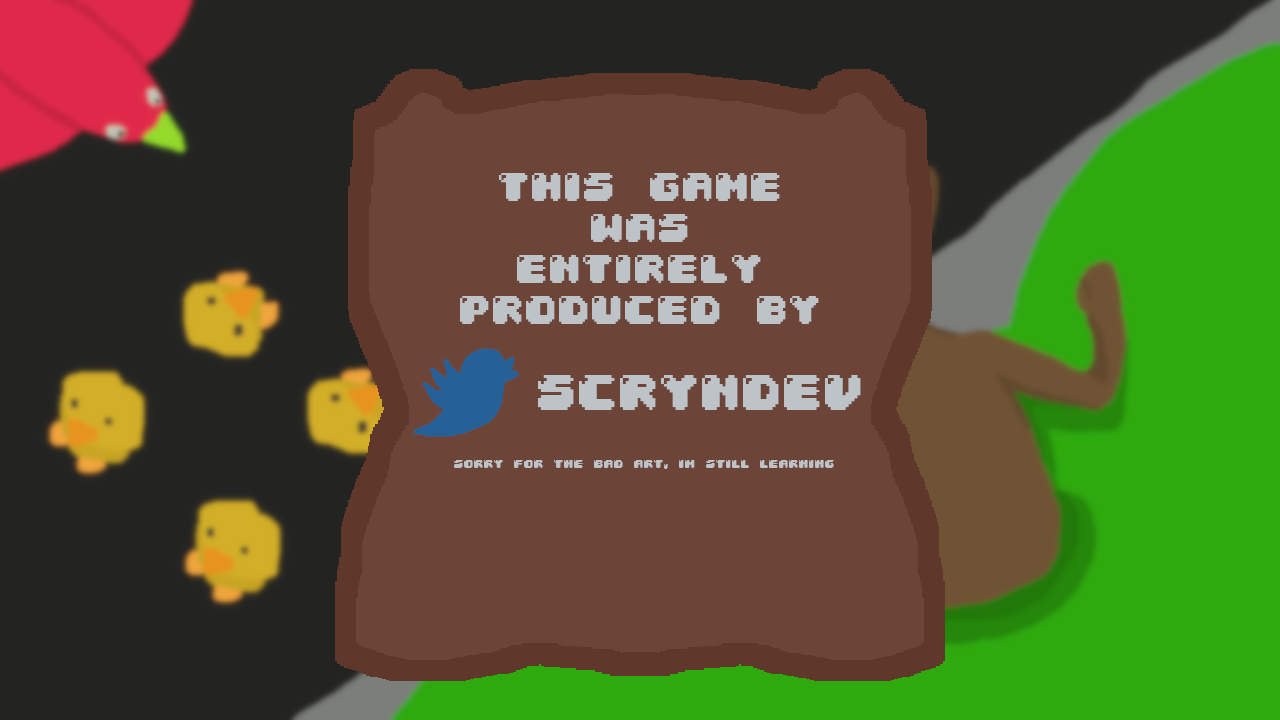 THIS GAME
WAS
ENTIRELY
PRODUCED BY
SCRYNDEV
SORRY FOR THE BAD ART, IM STILL LEARNING